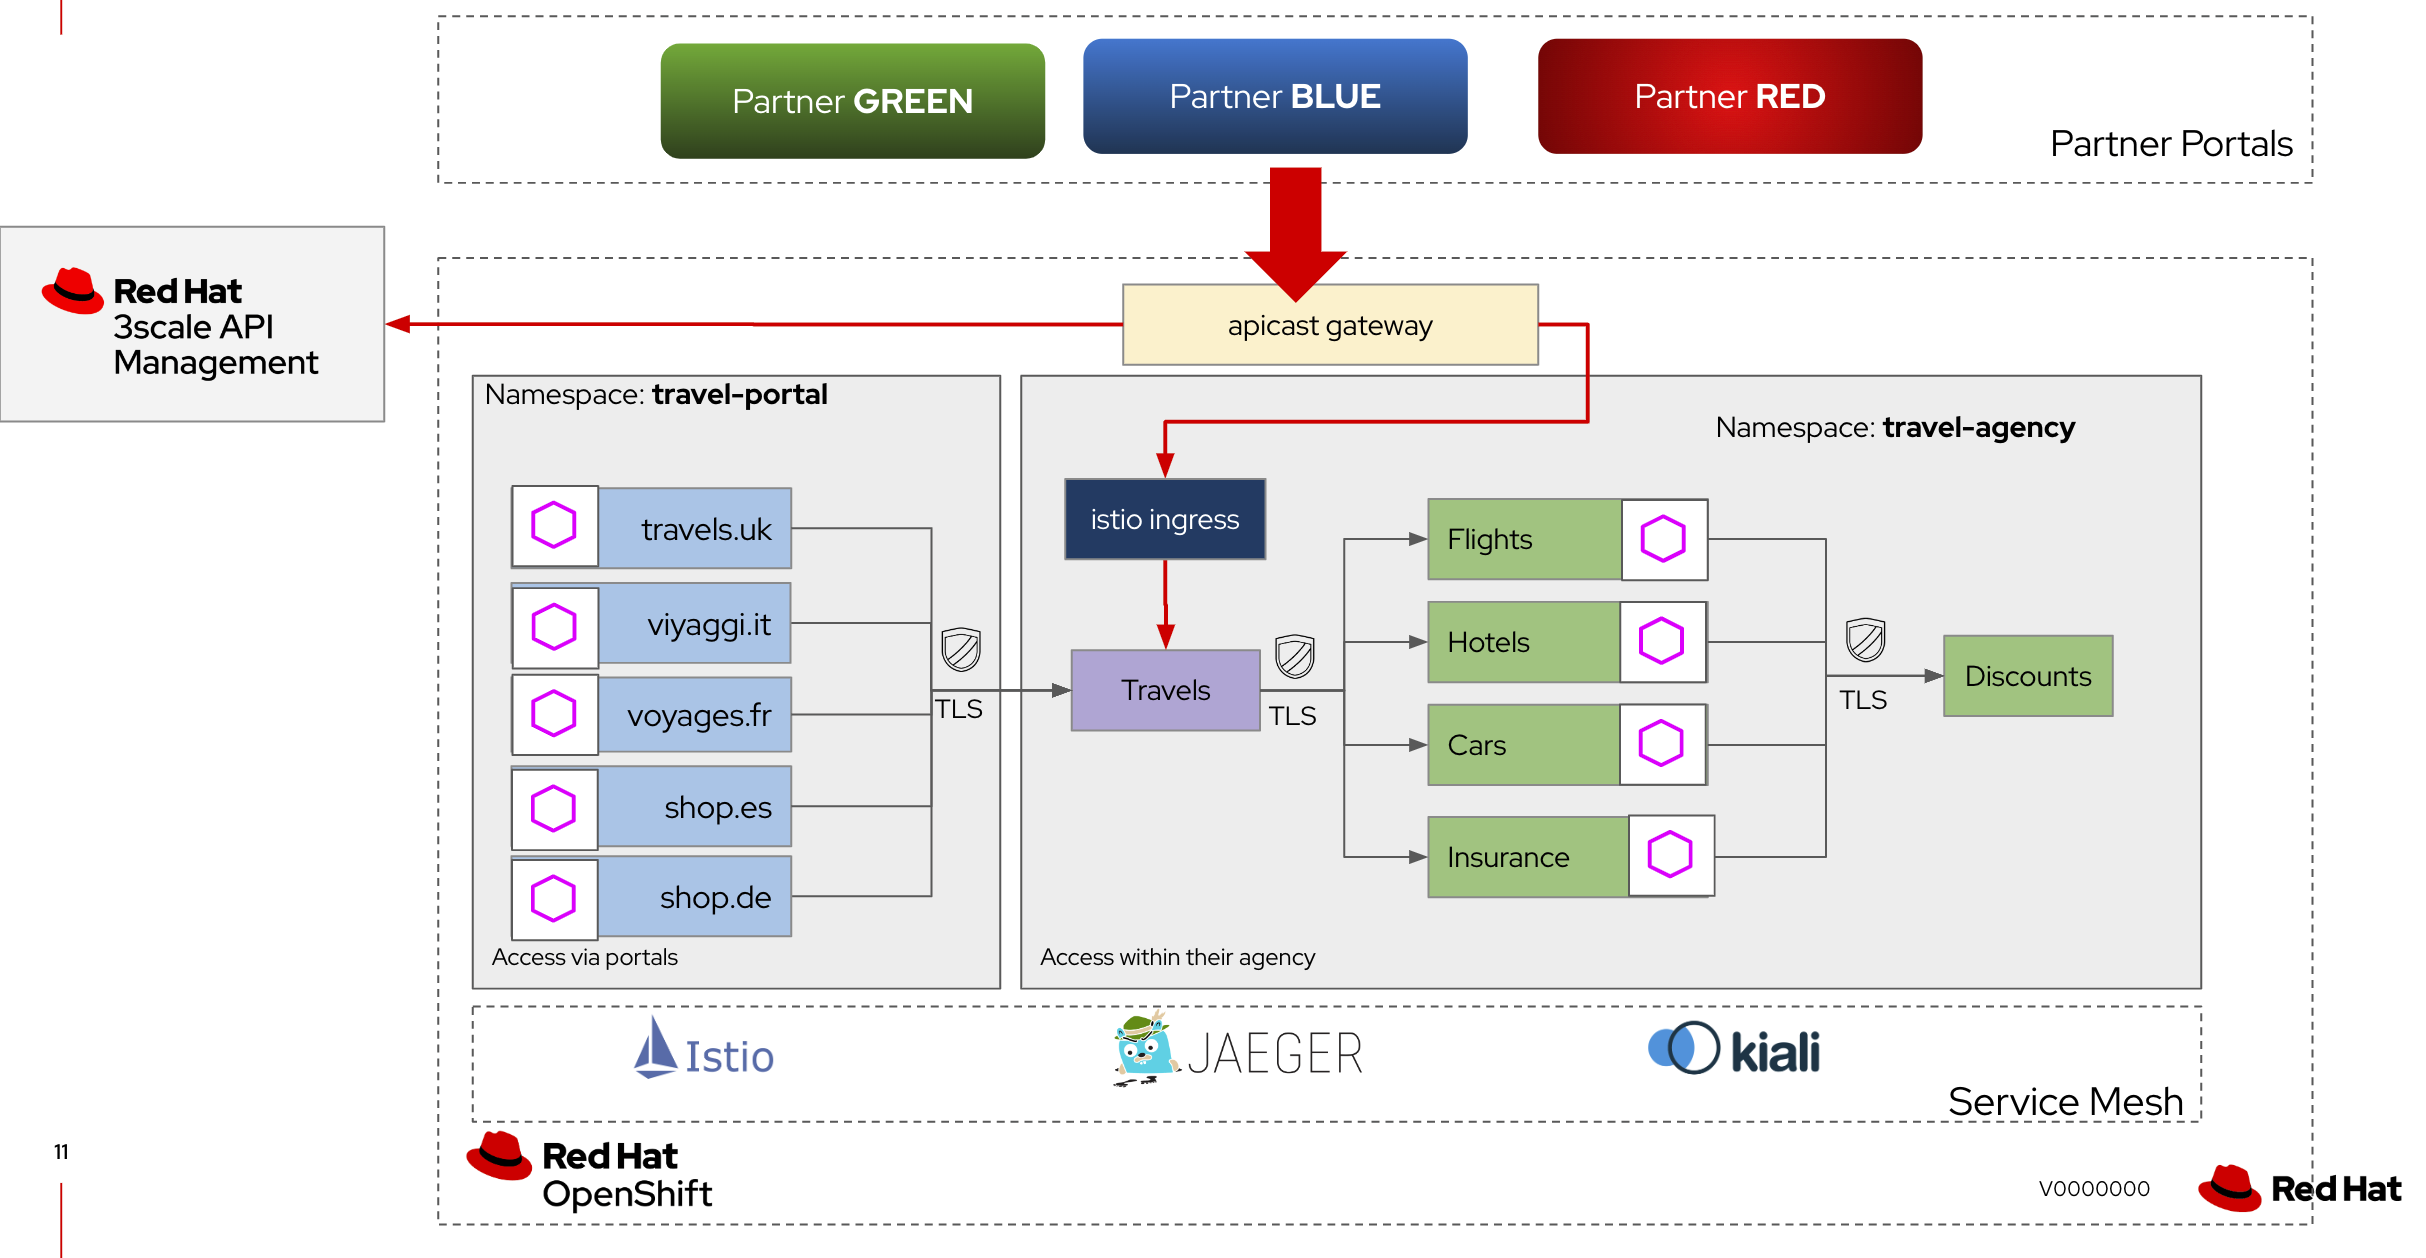 Partner GREEN
Partner BLUE
Partner RED
Partner Portals
Red Hat
3scale API
Management
apicast gateway
Namespace: travel-portal
Namespace: travel-agency
travels.uk
viyaggi.it
voyages.fr
shop.es
shop.de
TLS
Access via portals
istio ingress
Travels
TLS
Flights
Hotels
Cars
Insurance
TLS
Discounts
Access within their agency
Istio
JAEGER
kiali
Service Mesh
Red Hat
OpenShift
11
V0000000
Red Hat